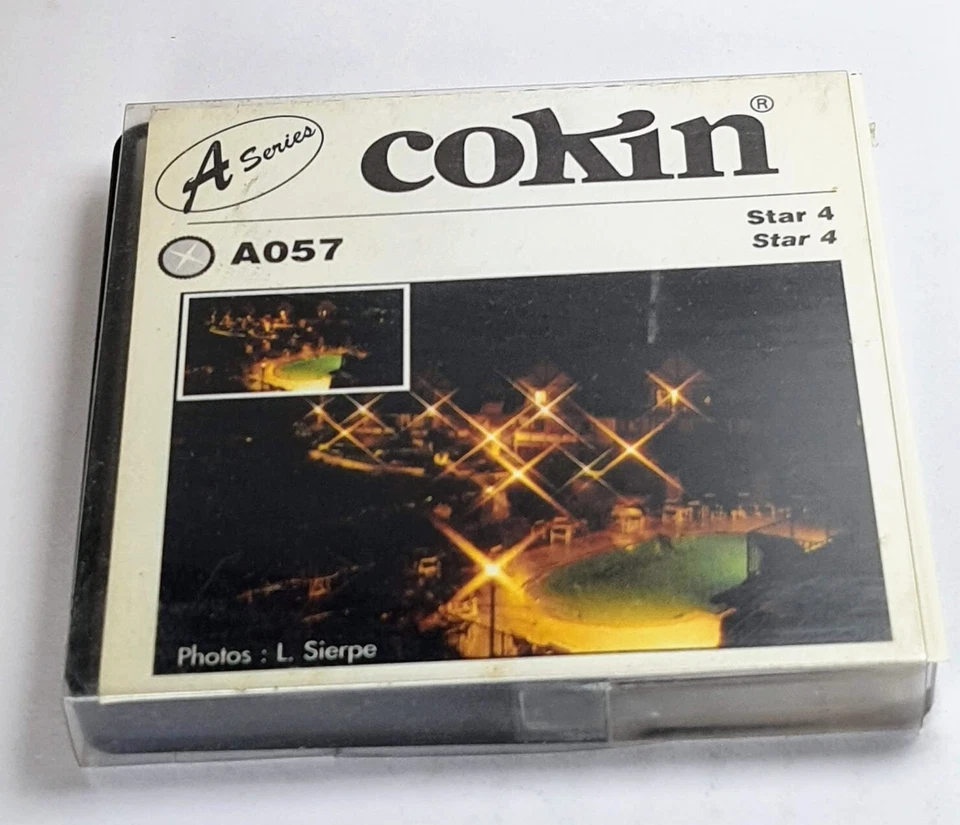 A Series
cokin®
A057
Star 4
Star 4
Photos : L. Sierpe